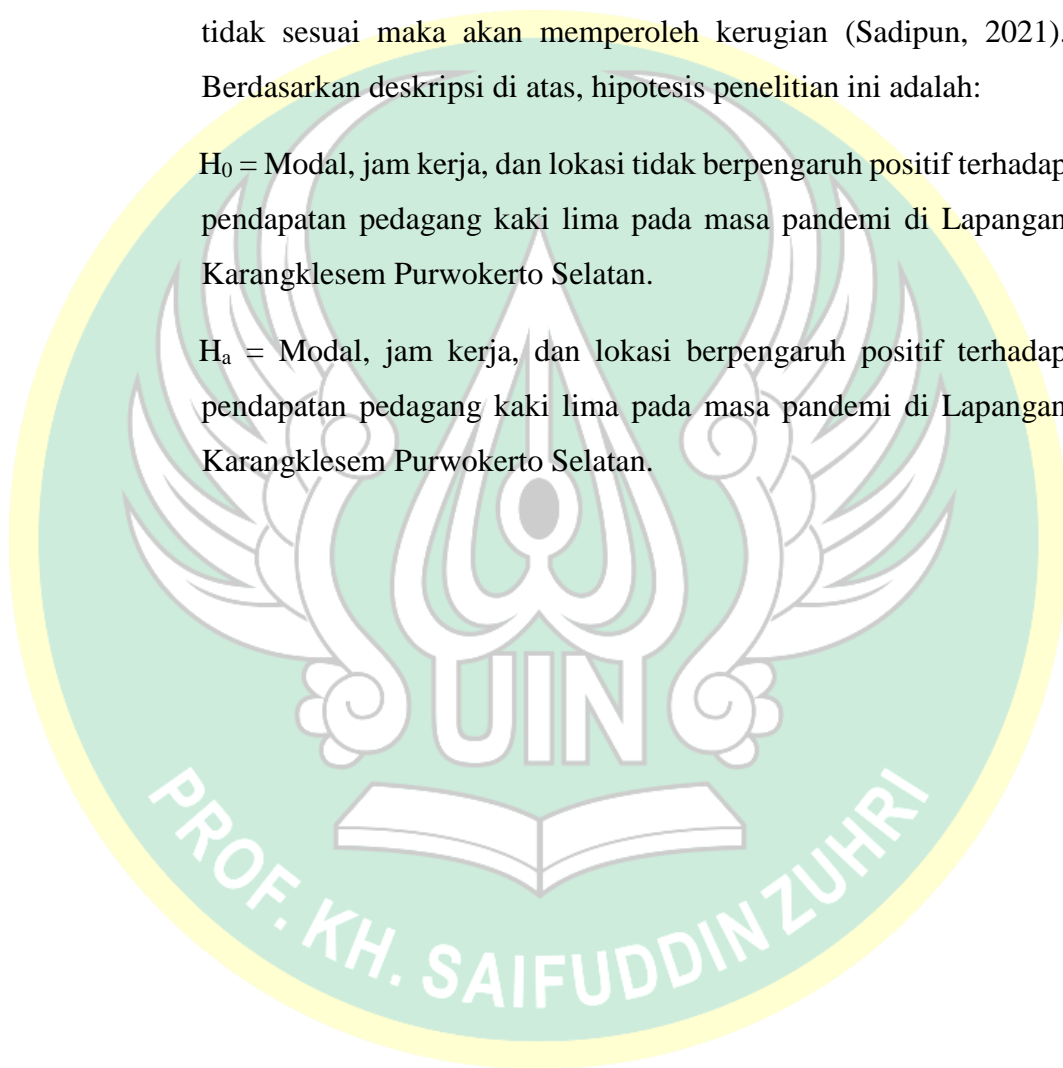 tidak sesuai maka akan memperoleh kerugian (Sadipun, 2021).
Berdasarkan deskripsi di atas, hipotesis penelitian ini adalah:
H₀ = Modal, jam kerja, dan lokasi tidak berpengaruh positif terhadap
pendapatan pedagang kaki lima pada masa pandemi di Lapangan
Karangklesem Purwokerto Selatan.
Hₐ = Modal, jam kerja, dan lokasi berpengaruh positif terhadap
pendapatan pedagang kaki lima pada masa pandemi di Lapangan
Karangklesem Purwokerto Selatan.
UIN
PROF. KH. SAIFUDDIN ZUHRI